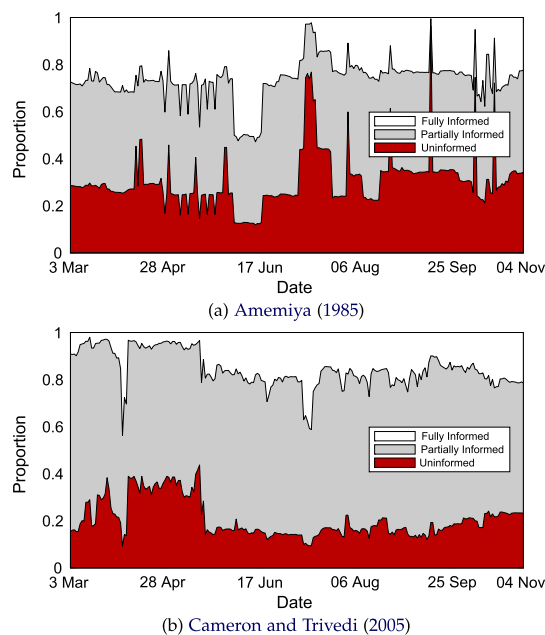 1
0.8
0.6
0.4
0.2
0
Proportion
Fully Informed
Partially Informed
Uninformed
3 Mar 28 Apr 17 Jun 06 Aug 25 Sep 04 Nov
Date
(a) Amemiya (1985)
1
0.8
0.6
0.4
0.2
0
Proportion
Fully Informed
Partially Informed
Uninformed
3 Mar 28 Apr 17 Jun 06 Aug 25 Sep 04 Nov
Date
(b) Cameron and Trivedi (2005)